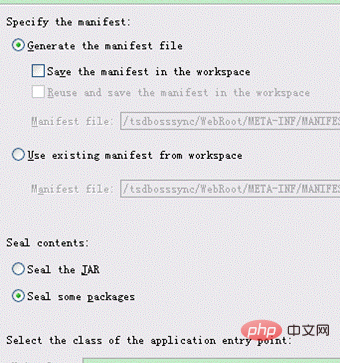 Specify the manifest:
Generate the manifest file
Save the manifest in the workspace
Reuse and save the manifest in the workspace
Manifest file: /tsdbosssync/WebRoot/META-INF/MANIFES
Use existing manifest from workspace
Manifest file: /tsdbosssync/WebRoot/META-INF/MANIFES
Seal contents:
Seal the JAR
Seal some packages
php 中文网
Select the class of the application entry point: